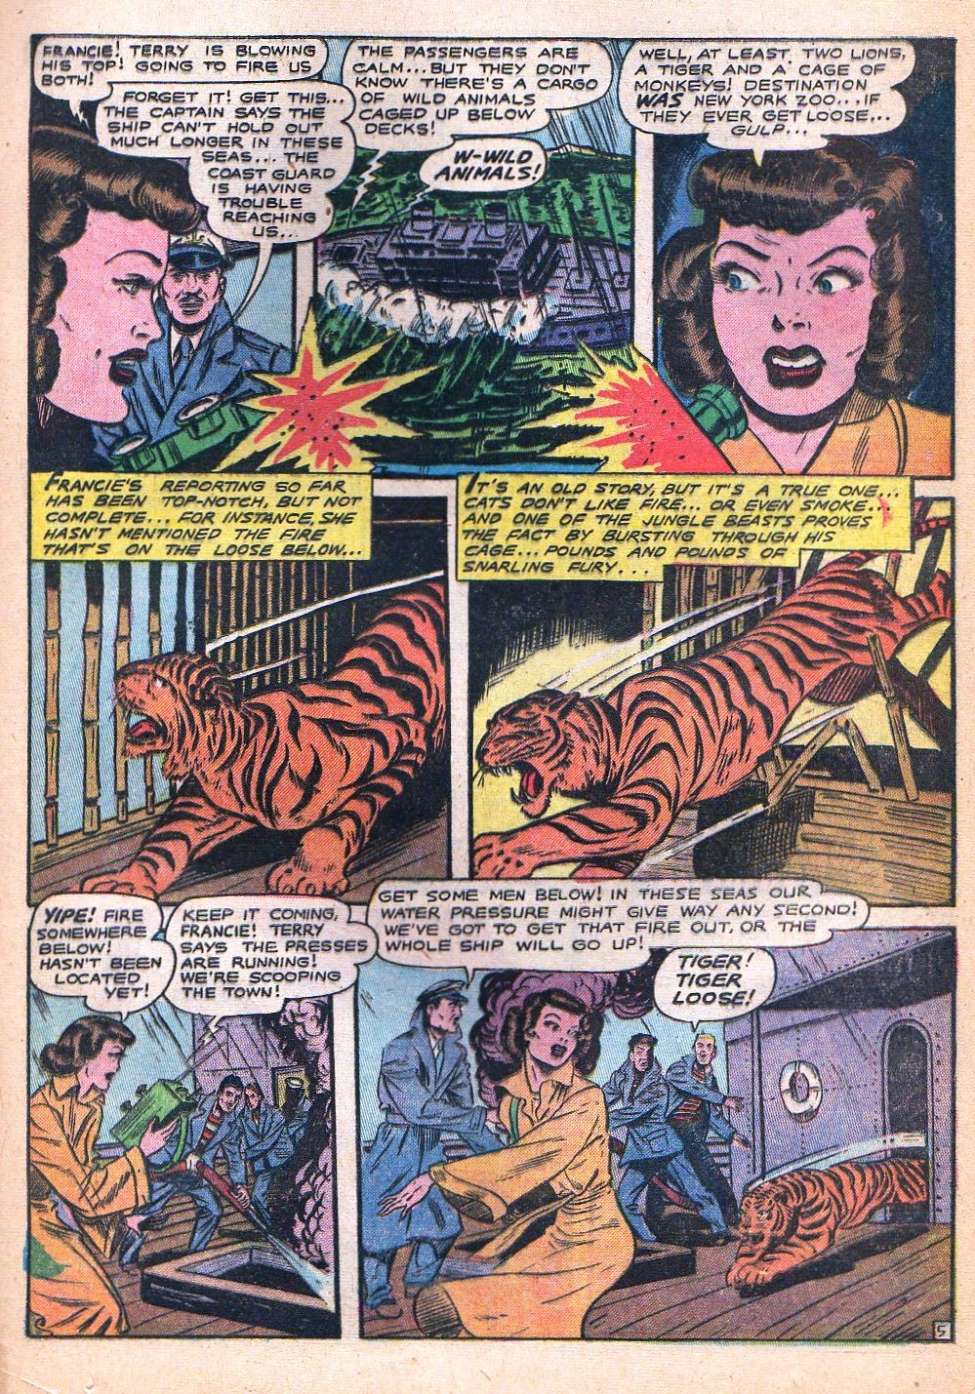 FRANCIE! TERRY IS BLOWING
HIS TOP! GOING TO FIRE US
BOTH!
FORGET IT! GET THIS...
THE CAPTAIN SAYS THE
SHIP CAN'T HOLD OUT
MUCH LONGER IN THESE
SEAS... THE
COAST GUARD
IS HAVING
TROUBLE
REACHING
US...
THE PASSENGERS ARE
CALM... BUT THEY DON'T
KNOW THERE'S A CARGO
OF WILD ANIMALS
CAGED UP BELOW
DECKS!
W-WILD
ANIMALS!
WELL, AT LEAST TWO LIONS,
A TIGER AND A CAGE OF
MONKEYS! DESTINATION
WAS NEW YORK ZOO... IF
THEY EVER GET LOOSE...
GULP...
FRANCIE'S REPORTING SO FAR
HAS BEEN TOP-NOTCH, BUT NOT
COMPLETE... FOR INSTANCE, SHE
HASN'T MENTIONED THE FIRE
THAT'S ON THE LOOSE BELOW...
IT'S AN OLD STORY, BUT IT'S A TRUE ONE...
CATS DON'T LIKE FIRE... OR EVEN SMOKE...
AND ONE OF THE JUNGLE BEASTS PROVES
THE FACT BY BURSTING THROUGH HIS
CAGE... POUNDS AND POUNDS OF
SNARLING FURY...
YIPE! FIRE
SOMEWHERE
BELOW!
HASN'T BEEN
LOCATED
YET!
KEEP IT COMING,
FRANCIE! TERRY
SAYS THE PRESSES
ARE RUNNING!
WE'RE SCOOPING
THE TOWN!
GET SOME MEN BELOW! IN THESE SEAS OUR
WATER PRESSURE MIGHT GIVE WAY ANY SECOND!
WE'VE GOT TO GET THAT FIRE OUT, OR THE
WHOLE SHIP WILL GO UP!
TIGER!
TIGER
LOOSE!
5